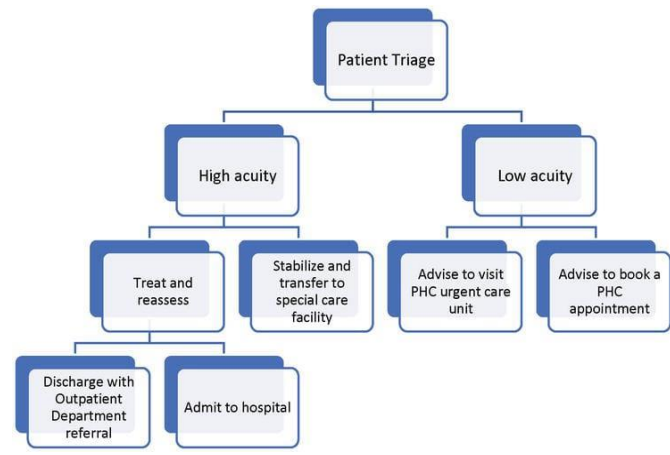 Patient Triage
High acuity
Low acuity
Treat and
reassess
Stabilize and
transfer to
special care
facility
Advise to visit
PHC urgent care
unit
Advise to book a
PHC
appointment
Discharge with
Outpatient
Department
referral
Admit to hospital